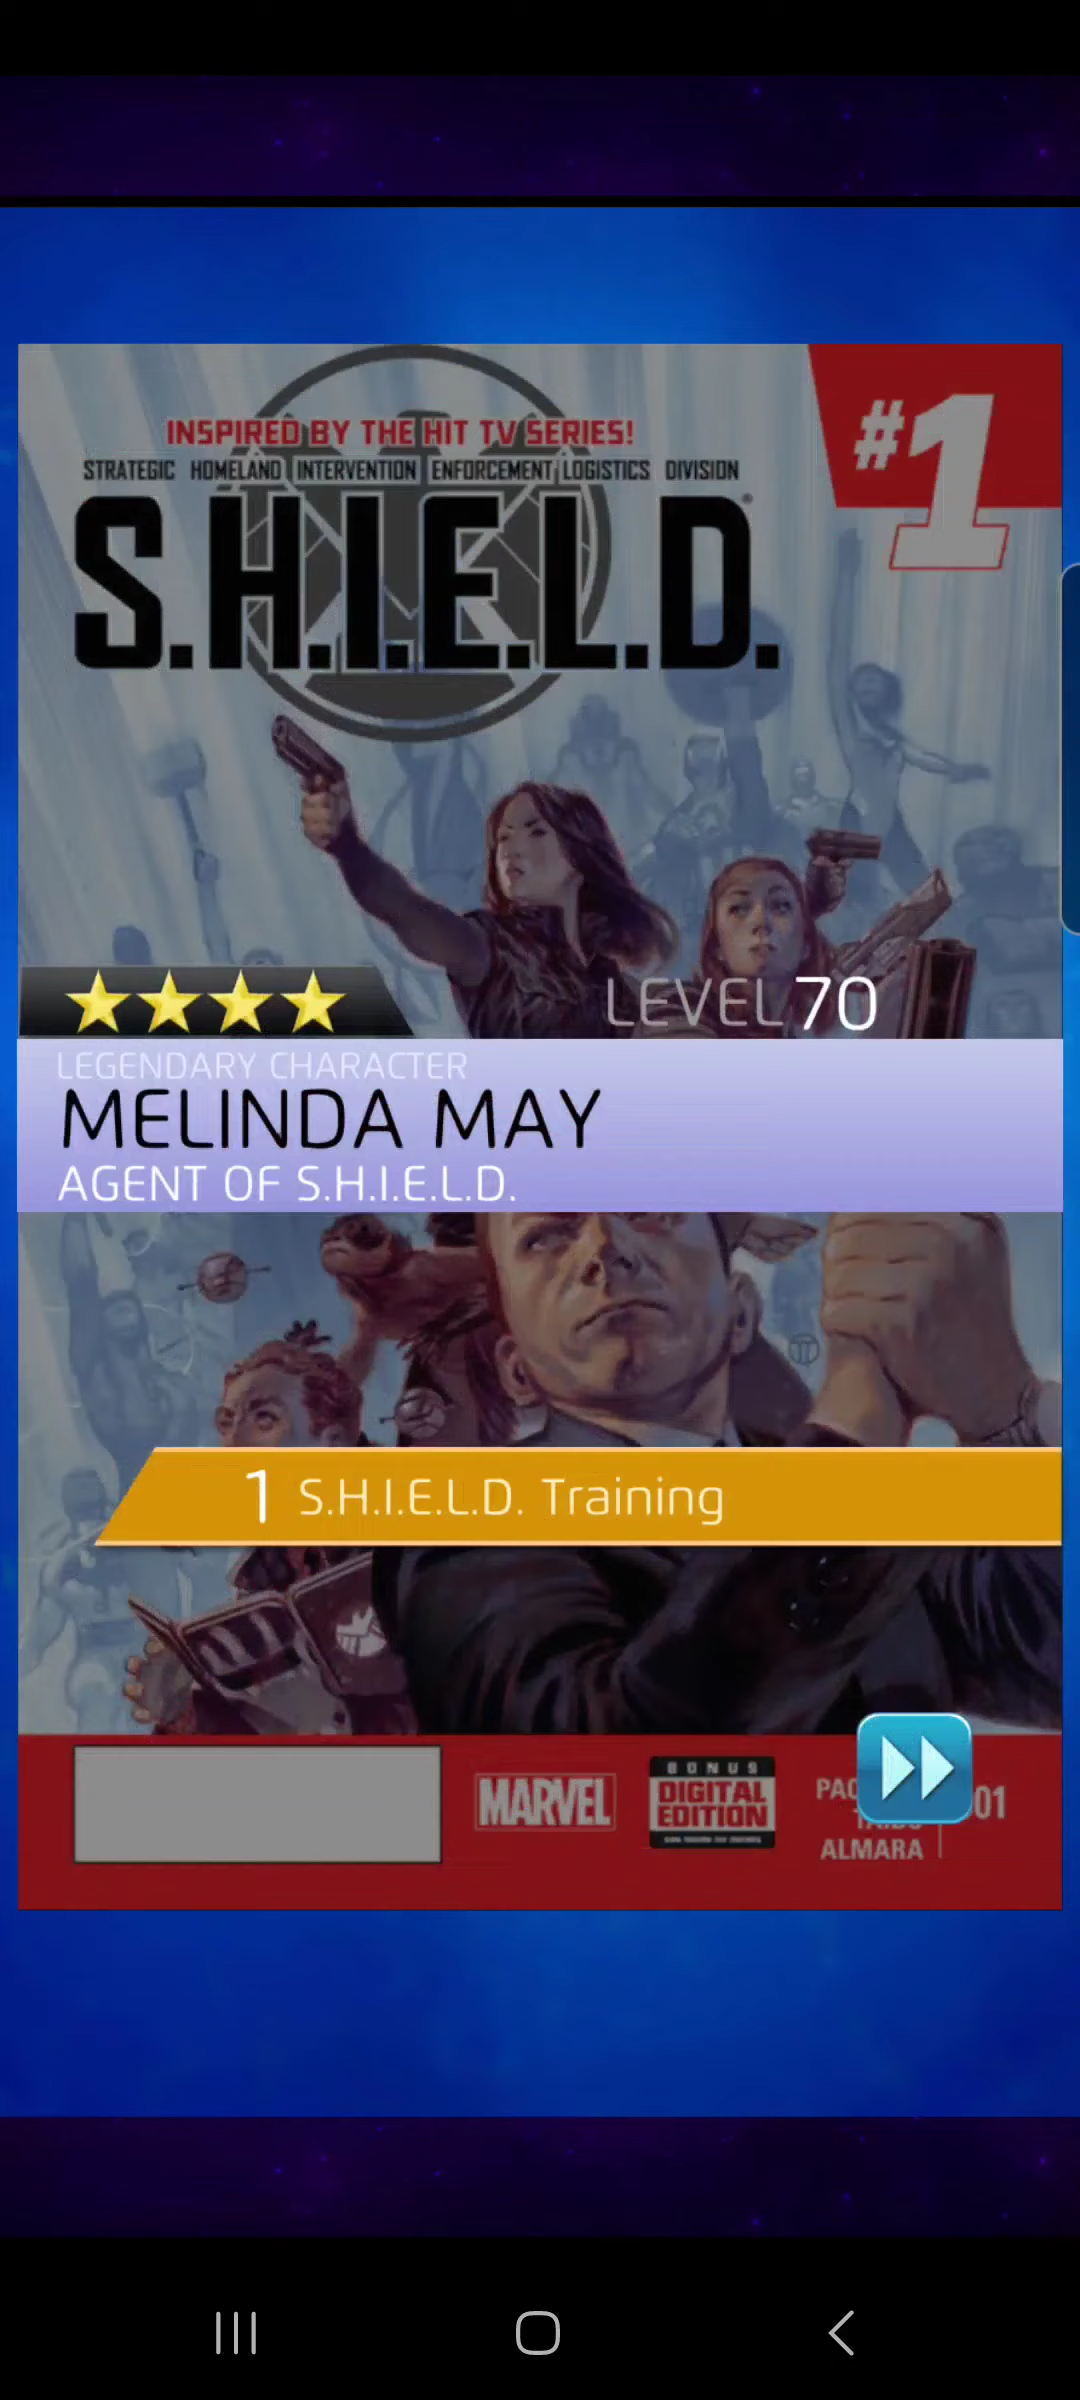 INSPIRED BY THE HIT TV SERIES!
STRATEGIC HOMELAND INTERVENTION ENFORCEMENT LOGISTICS DIVISION
S.H.I.E.L.D.
#1
LEVEL 70
LEGENDARY CHARACTER
MELINDA MAY
AGENT OF S.H.I.E.L.D.
1 S.H.I.E.L.D. Training
MARVEL
BONUS
DIGITAL
EDITION
01
ALMARA